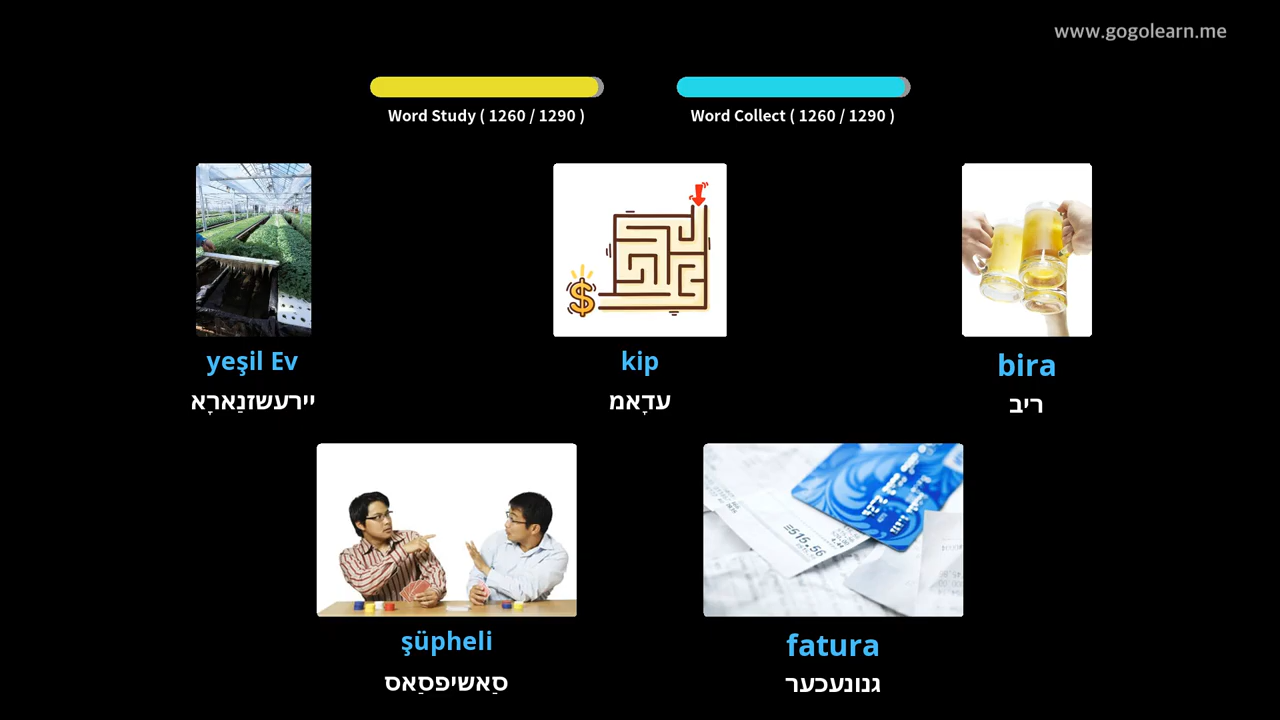 www.gogolearn.me
Word Study ( 1260 / 1290 )
Word Collect ( 1260 / 1290 )
yeşil Ev
kip
bira
יירעשזנַארָא
עדָאמ
ריב
şüpheli
fatura
סַאשיפסַאס
גנונעכער